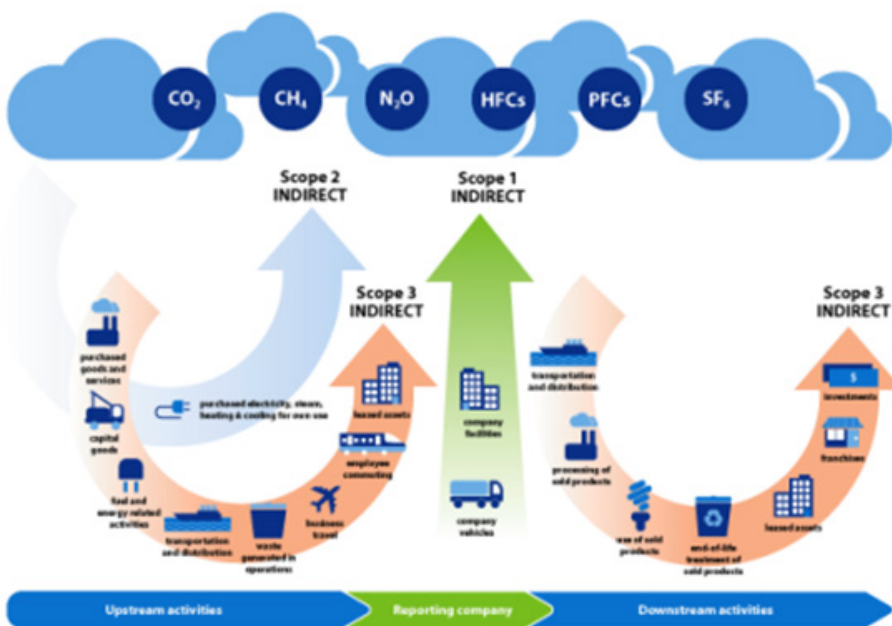 CO₂
CH₄
N₂O
HFCs
PFCs
SF₆
Scope 2
INDIRECT
Scope 1
INDIRECT
Scope 3
INDIRECT
Scope 3
INDIRECT
purchased
goods and
services
capital
goods
fuel and
energy related
activities
transportation
and distribution
waste
generated in
operations
business
travel
employee
commuting
leased assets
purchased electricity, steam,
heating & cooling for own use
company
facilities
company
vehicles
transportation
and distribution
processing of
sold products
use of sold
products
end-of-life
treatment of
sold products
leased assets
franchises
$
investments
Upstream activities
Reporting company
Downstream activities